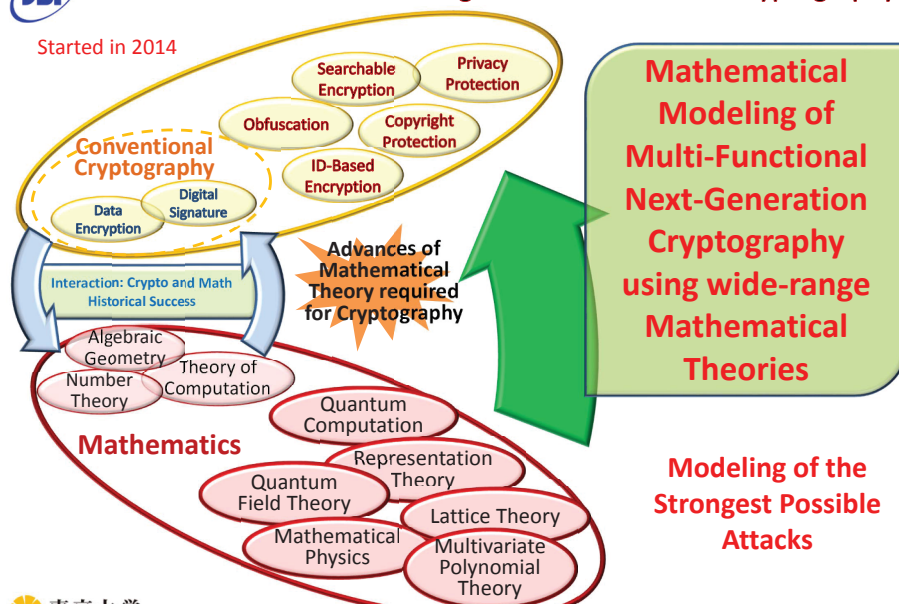 Started in 2014
Searchable
Encryption
Privacy
Protection
Obfuscation
Copyright
Protection
ID-Based
Encryption
Conventional
Cryptography
Digital
Signature
Data
Encryption
Interaction: Crypto and Math
Historical Success
Advances of
Mathematical
Theory required
for Cryptography
Mathematical
Modeling of
Multi-Functional
Next-Generation
Cryptography
using wide-range
Mathematical
Theories
Algebraic
Geometry
Number
Theory
Theory of
Computation
Mathematics
Quantum
Computation
Representation
Theory
Quantum
Field Theory
Lattice Theory
Mathematical
Physics
Multivariate
Polynomial
Theory
Modeling of the
Strongest Possible
Attacks